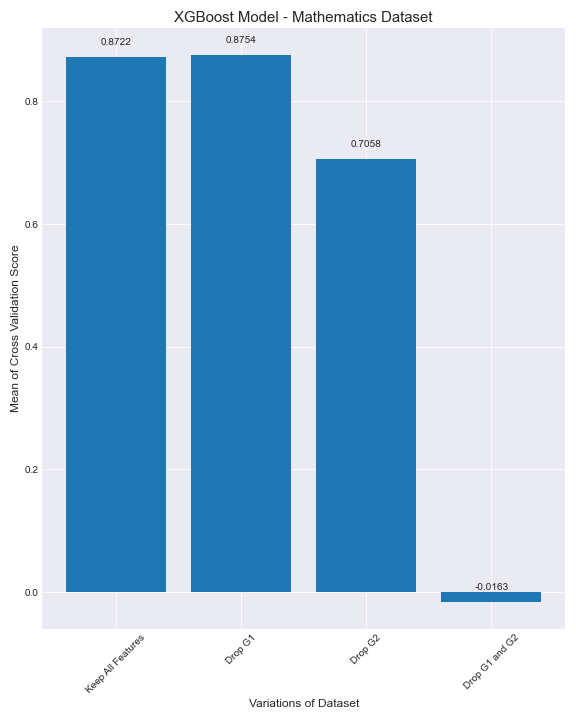 XGBoost Model - Mathematics Dataset
0.8722
0.8754
0.7058
-0.0163
0.8
0.6
0.4
0.2
0.0
Mean of Cross Validation Score
Keep All Features
Drop G1
Drop G2
Drop G1 and G2
Variations of Dataset